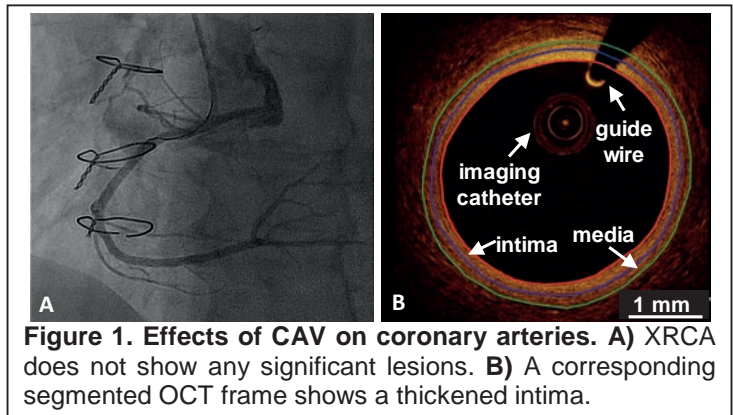 guide
wire
imaging
catheter
intima
media
A
B
1 mm
Figure 1. Effects of CAV on coronary arteries. A) XRCA
does not show any significant lesions. B) A corresponding
segmented OCT frame shows a thickened intima.